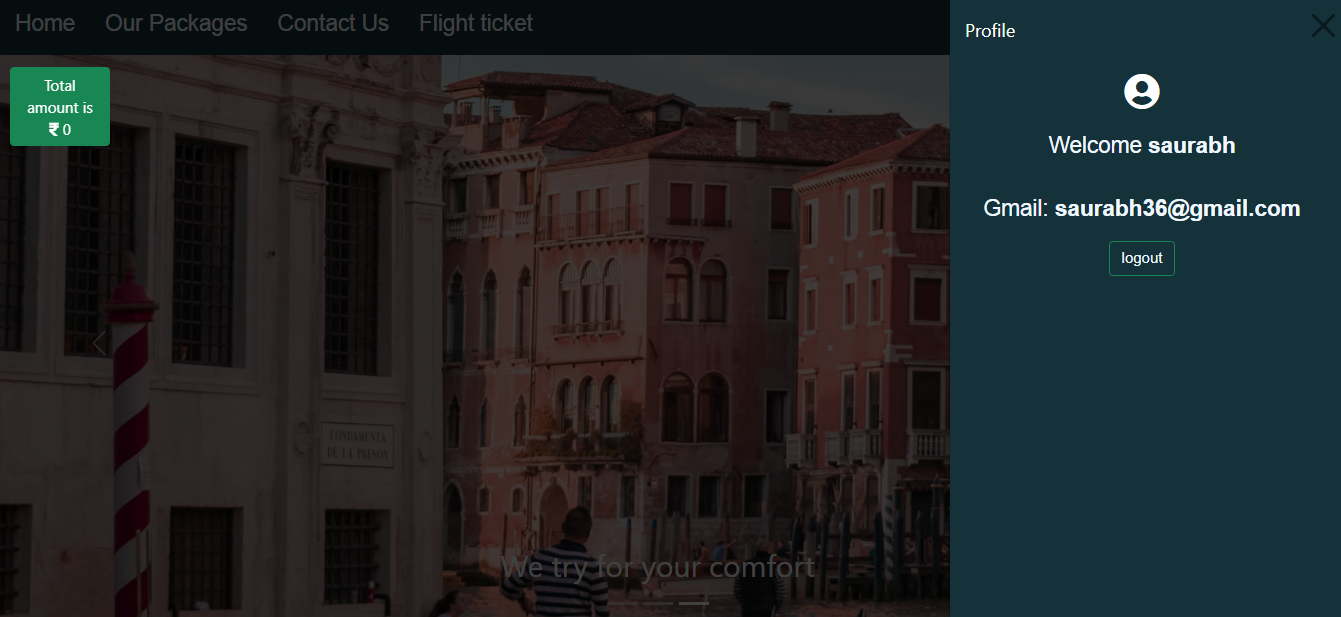 Home Our Packages Contact Us Flight ticket
Profile
Total
amount is
₹ 0
Welcome saurabh
Gmail: saurabh36@gmail.com
logout
FONDAMENTA
DE LA PRESON
We try for your comfort